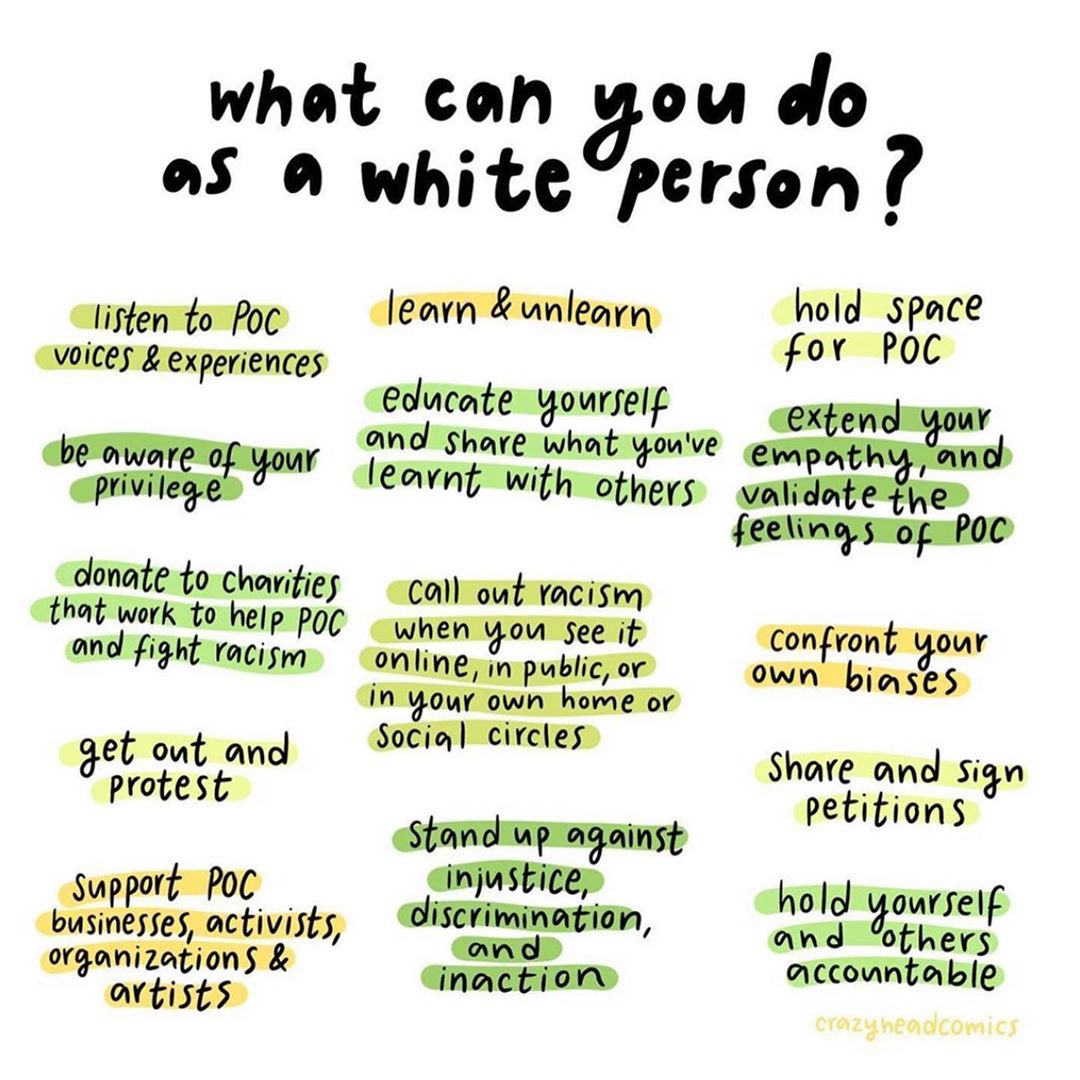 what can you do
as a white person?
listen to POC
voices & experiences
be aware of your
privilege
donate to charities
that work to help POC
and fight racism
get out and
protest
support POC
businesses, activists,
organizations &
artists
learn & unlearn
educate yourself
and share what you've
learnt with others
call out racism
when you see it
online, in public, or
in your own home or
social circles
stand up against
injustice,
discrimination,
and
inaction
hold space
for POC
extend your
empathy, and
validate the
feelings of POC
confront your
own biases
share and sign
petitions
hold yourself
and others
accountable
crazyheadcomics